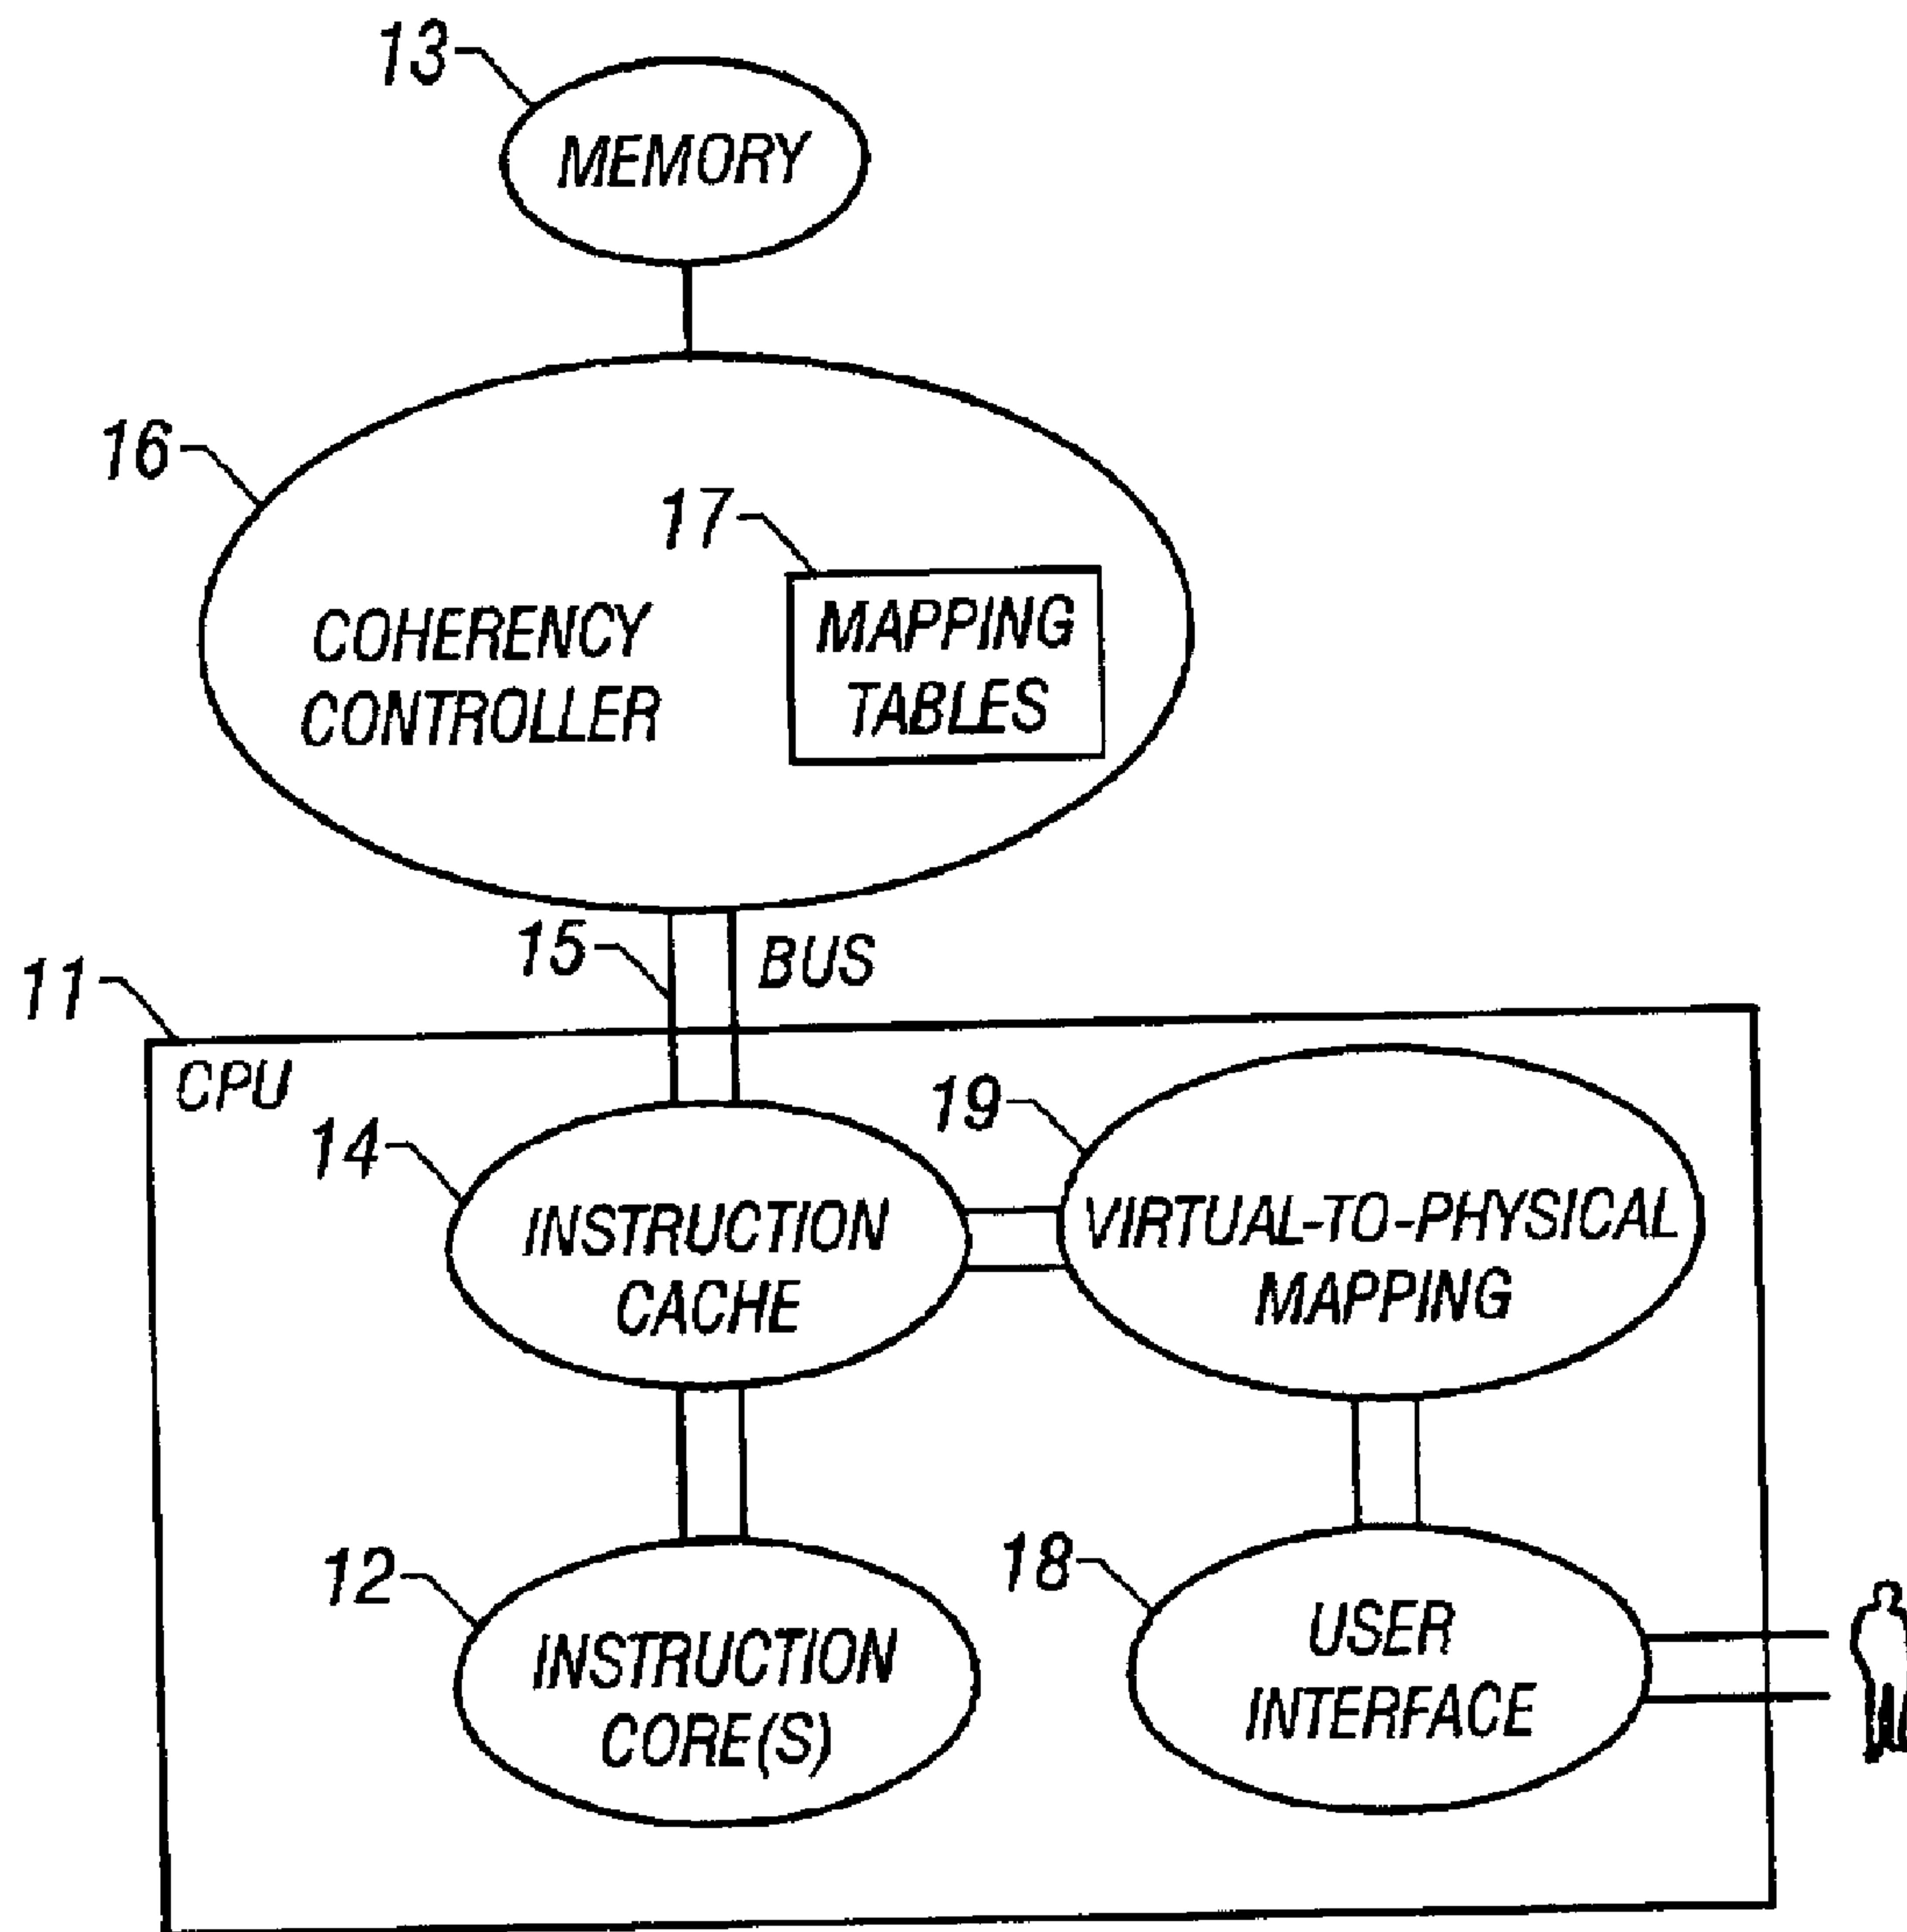 13
MEMORY
16
17
COHERENCY
CONTROLLER
MAPPING
TABLES
15
BUS
11
CPU
14
19
INSTRUCTION
CACHE
VIRTUAL-TO-PHYSICAL
MAPPING
12
18
INSTRUCTION
CORE(S)
USER
INTERFACE